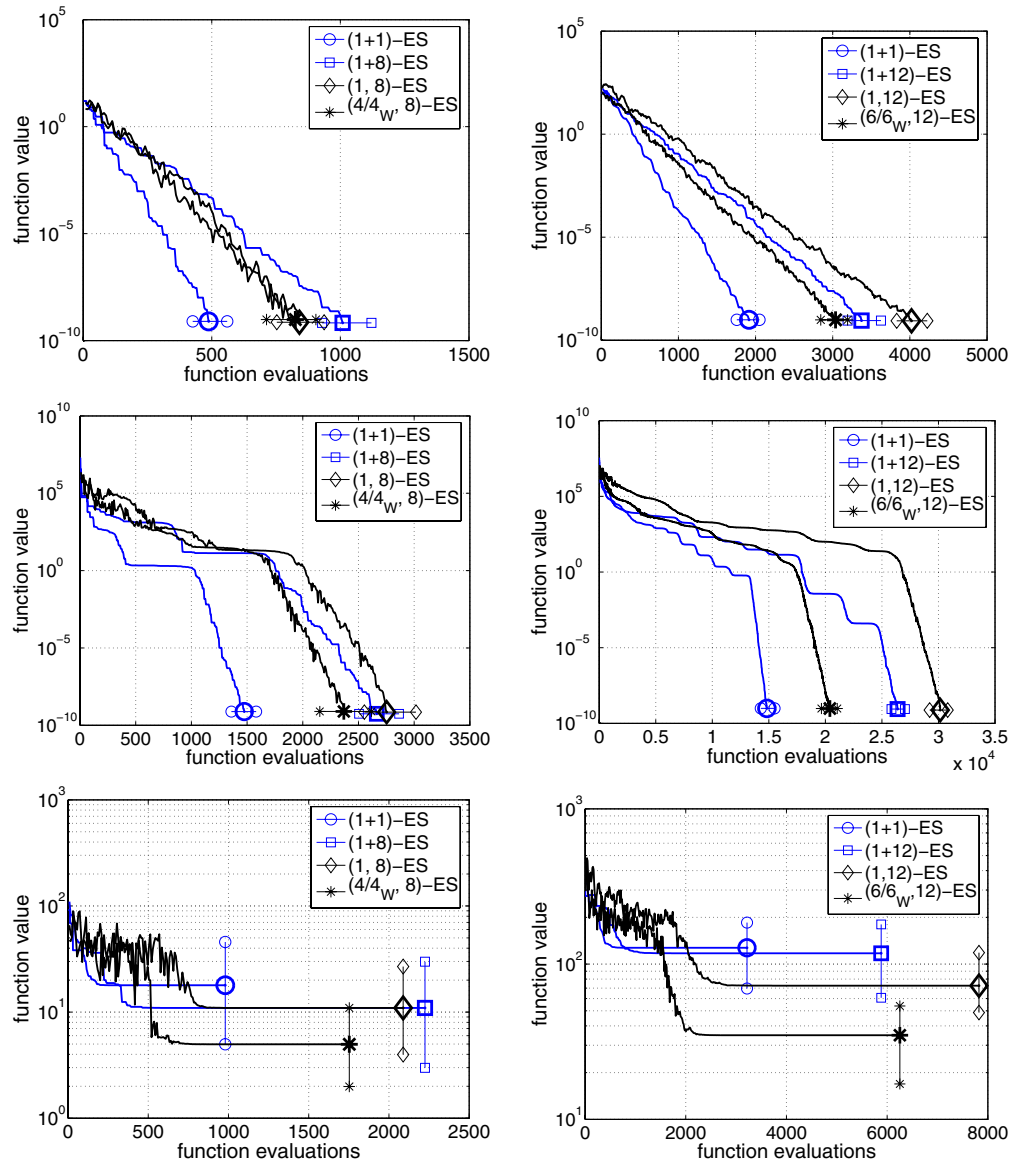 10^5
10^0
10^−5
10^−10
function value
0
500
1000
1500
function evaluations
(1+1)−ES
(1+8)−ES
(1, 8)−ES
(4/4_W, 8)−ES
10^5
10^0
10^−5
10^−10
function value
0
1000
2000
3000
4000
5000
function evaluations
(1+1)−ES
(1+12)−ES
(1,12)−ES
(6/6_W,12)−ES
10^10
10^5
10^0
10^−5
10^−10
function value
0
500
1000
1500
2000
2500
3000
3500
function evaluations
(1+1)−ES
(1+8)−ES
(1, 8)−ES
(4/4_W, 8)−ES
10^10
10^5
10^0
10^−5
10^−10
function value
0
0.5
1
1.5
2
2.5
3
3.5
x 10^4
function evaluations
(1+1)−ES
(1+12)−ES
(1,12)−ES
(6/6_W,12)−ES
10^3
10^2
10^1
10^0
function value
0
500
1000
1500
2000
2500
function evaluations
(1+1)−ES
(1+8)−ES
(1, 8)−ES
(4/4_W, 8)−ES
10^3
10^2
10^1
function value
0
2000
4000
6000
8000
function evaluations
(1+1)−ES
(1+12)−ES
(1,12)−ES
(6/6_W,12)−ES